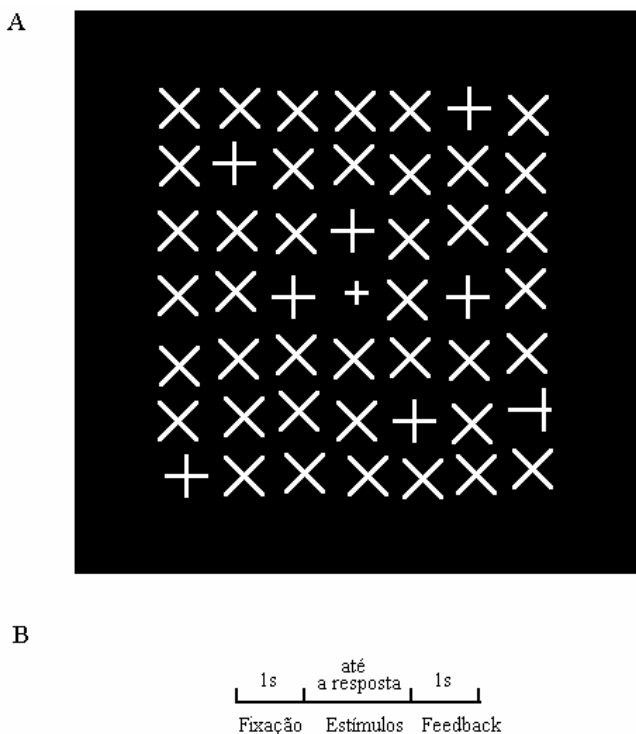 A
B
1s
até
a resposta
1s
Fixação
Estímulos
Feedback